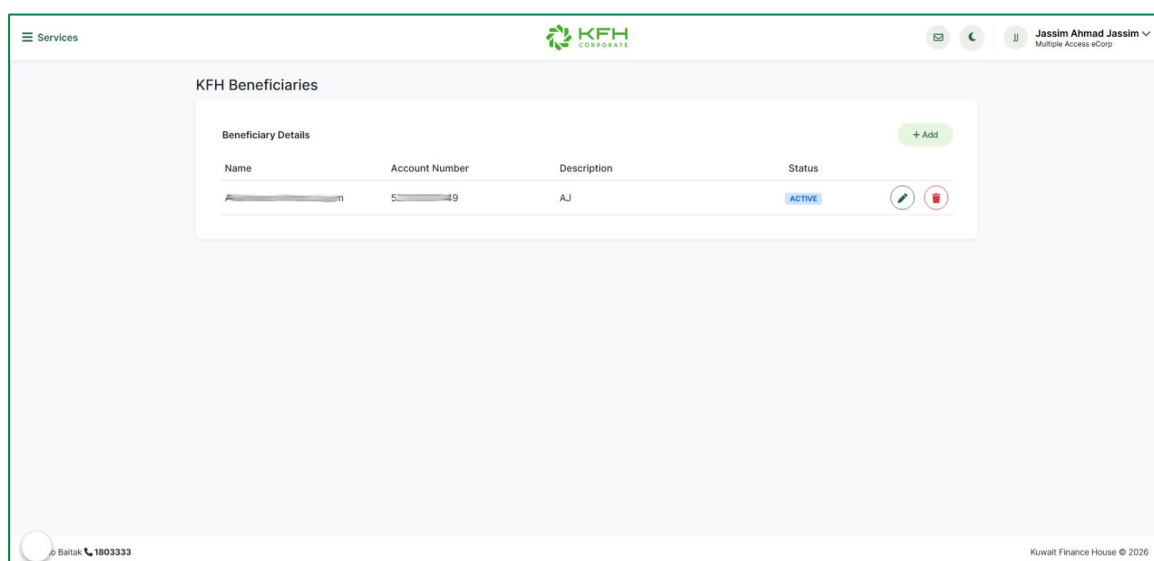 Services
KFH
CORPORATE
JJ
Jassim Ahmad Jassim
Multiple Access eCorp
KFH Beneficiaries
Beneficiary Details
+ Add
Name Account Number Description Status
AJ ACTIVE
Baitak 1803333
Kuwait Finance House © 2026